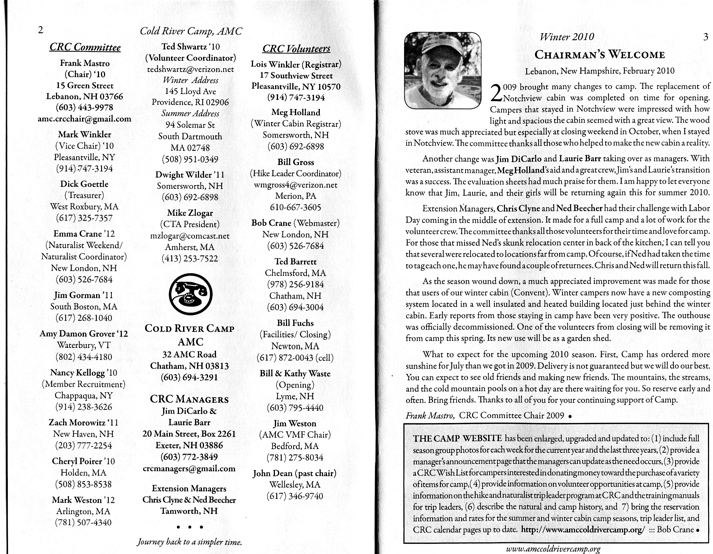 2
Cold River Camp, AMC
CRC Committee
Frank Mastro
(Chair) '10
15 Green Street
Lebanon, NH 03766
(603) 443-9978
amc.crcchair@gmail.com
Mark Winkler
(Vice Chair) '10
Pleasantville, NY
(914) 747-3194
Dick Goettle
(Treasurer)
West Roxbury, MA
(617) 325-7357
Emma Crane '12
(Naturalist Weekend/
Naturalist Coordinator)
New London, NH
(603) 526-7684
Jim Gorman '11
South Boston, MA
(617) 268-1040
Amy Damon Grover '12
Waterbury, VT
(802) 434-4180
Nancy Kellogg '10
(Member Recruitment)
Chappaqua, NY
(914) 238-3626
Zach Morowitz '11
New Haven, NH
(203) 777-2254
Cheryl Poirer '10
Holden, MA
(508) 853-8538
Mark Weston '12
Arlington, MA
(781) 507-4340
Ted Shwartz '10
(Volunteer Coordinator)
tedshwartz@verizon.net
Winter Address
145 Lloyd Ave
Providence, RI 02906
Summer Address
94 Solemar St
South Dartmouth
MA 02748
(508) 951-0349
Dwight Wilder '11
Somersworth, NH
(603) 692-6898
Mike Zlogar
(CTA President)
mzlogar@comcast.net
Amherst, MA
(413) 253-7522
COLD RIVER CAMP
AMC
32 AMC Road
Chatham, NH 03813
(603) 694-3291
CRC MANAGERS
Jim DiCarlo &
Laurie Barr
20 Main Street, Box 2261
Exeter, NH 03886
(603) 772-3849
crcmanagers@gmail.com
Extension Managers
Chris Clyne & Ned Beecher
Tamworth, NH
• • •
CRC Volunteers
Lois Winkler (Registrar)
17 Southview Street
Pleasantville, NY 10570
(914) 747-3194
Meg Holland
(Winter Cabin Registrar)
Somersworth, NH
(603) 692-6898
Bill Gross
(Hike Leader Coordinator)
wmgross4@verizon.net
Merion, PA
610-667-3605
Bob Crane (Webmaster)
New London, NH
(603) 526-7684
Ted Barrett
Chelmsford, MA
(978) 256-9184
Chatham, NH
(603) 694-3004
Bill Fuchs
(Facilities/ Closing)
Newton, MA
(617) 872-0043 (cell)
Bill & Kathy Waste
(Opening)
Lyme, NH
(603) 795-4440
Jim Weston
(AMC VMF Chair)
Bedford, MA
(781) 275-8034
John Dean (past chair)
Wellesley, MA
(617) 346-9740
Journey back to a simpler time.
Winter 2010
3
CHAIRMAN'S WELCOME
Lebanon, New Hampshire, February 2010
2009 brought many changes to camp. The replacement of
Notchview cabin was completed on time for opening.
Campers that stayed in Notchview were impressed with how
light and spacious the cabin seemed with a great view. The wood
stove was much appreciated but especially at closing weekend in October, when I stayed
in Notchview. The committee thanks all those who helped to make the new cabin a reality.
Another change was Jim DiCarlo and Laurie Barr taking over as managers. With
veteran, assistant manager, Meg Holland's aid and a great crew, Jim's and Laurie's transition
was a success. The evaluation sheets had much praise for them. I am happy to let everyone
know that Jim, Laurie, and their girls will be returning again this for summer 2010.
Extension Managers, Chris Clyne and Ned Beecher had their challenge with Labor
Day coming in the middle of extension. It made for a full camp and a lot of work for the
volunteer crew. The committee thanks all those volunteers for their time and love for camp.
For those that missed Ned's skunk relocation center in back of the kitchen, I can tell you
that several were relocated to locations far from camp. Of course, if Ned had taken the time
to tag each one, he may have found a couple of returnees. Chris and Ned will return this fall.
As the season wound down, a much appreciated improvement was made for those
that users of our winter cabin (Convent). Winter campers now have a new composting
system located in a well insulated and heated building located just behind the winter
cabin. Early reports from those staying in camp have been very positive. The outhouse
was officially decommissioned. One of the volunteers from closing will be removing it
from camp this spring. Its new use will be as a garden shed.
What to expect for the upcoming 2010 season. First, Camp has ordered more
sunshine for July than we got in 2009. Delivery is not guaranteed but we will do our best.
You can expect to see old friends and making new friends. The mountains, the streams,
and the cold mountain pools on a hot day are there waiting for you. So reserve early and
often. Bring friends. Thanks to all of you for your continuing support of Camp.
Frank Mastro, CRC Committee Chair 2009 •
THE CAMP WEBSITE has been enlarged, upgraded and updated to: (1) include full
season group photos for each week for the current year and the last three years, (2) provide a
manager's announcement page that the managers can update as the need occurs, (3) provide
a CRC Wish List for campers interested in donating money toward the purchase of a variety
of items for camp, (4) provide information on volunteer opportunities at camp, (5) provide
information on the hike and naturalist trip leader program at CRC and the training manuals
for trip leaders, (6) describe the natural and camp history, and 7) bring the reservation
information and rates for the summer and winter cabin camp seasons, trip leader list, and
CRC calendar pages up to date. http://www.amccoldrivercamp.org/ :: Bob Crane •
www.amccoldrivercamp.org